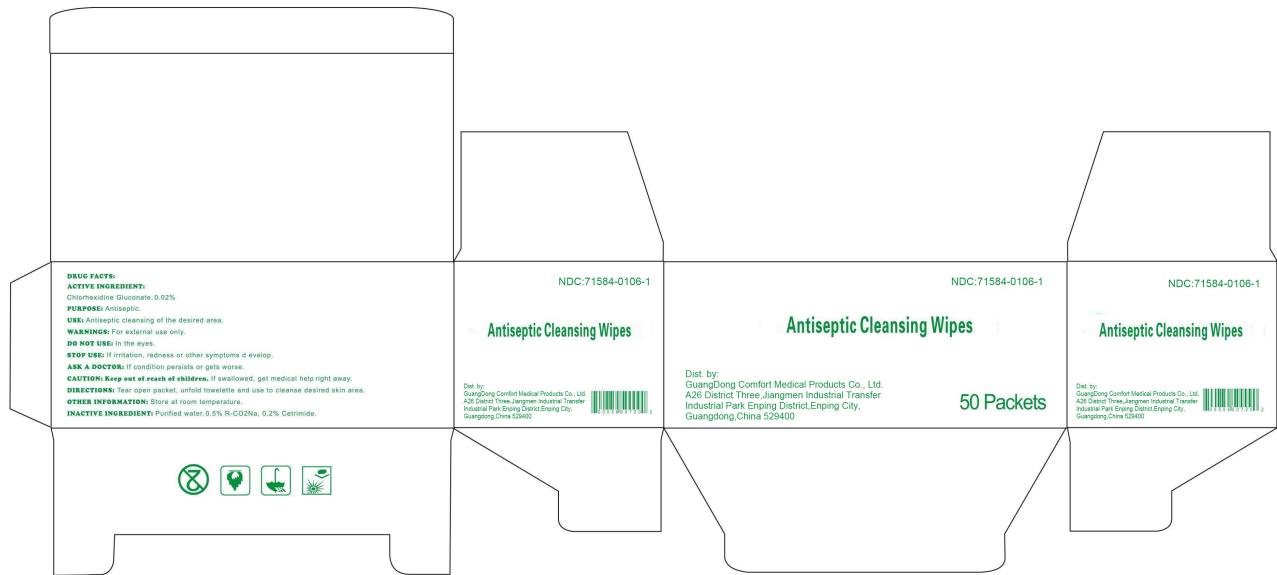 DRUG FACTS:
ACTIVE INGREDIENT:
Chlorhexidine Gluconate. 0.02%
PURPOSE: Antiseptic.
USE: Antiseptic cleansing of the desired area.
WARNINGS: For external use only.
DO NOT USE: In the eyes.
STOP USE: If irritation, redness or other symptoms d evelop.
ASK A DOCTOR: If condition persists or gets worse.
CAUTION: Keep out of reach of children. If swallowed, get medical help right away.
DIRECTIONS: Tear open packet, unfold towelette and use to cleanse desired skin area.
OTHER INFORMATION: Store at room temperature.
INACTIVE INGREDIENT: Purified water, 0.5% R-CO2Na, 0.2% Cetrimide.
NDC:71584-0106-1
Antiseptic Cleansing Wipes
Dist. by:
GuangDong Comfort Medical Products Co., Ltd.
A26 District Three,Jiangmen Industrial Transfer
Industrial Park Enping District,Enping City,
Guangdong,China 529400
NDC:71584-0106-1
Antiseptic Cleansing Wipes
Dist. by:
GuangDong Comfort Medical Products Co., Ltd.
A26 District Three,Jiangmen Industrial Transfer
Industrial Park Enping District,Enping City,
Guangdong,China 529400
50 Packets
NDC:71584-0106-1
Antiseptic Cleansing Wipes
Dist. by:
GuangDong Comfort Medical Products Co., Ltd.
A26 District Three,Jiangmen Industrial Transfer
Industrial Park Enping District,Enping City,
Guangdong,China 529400